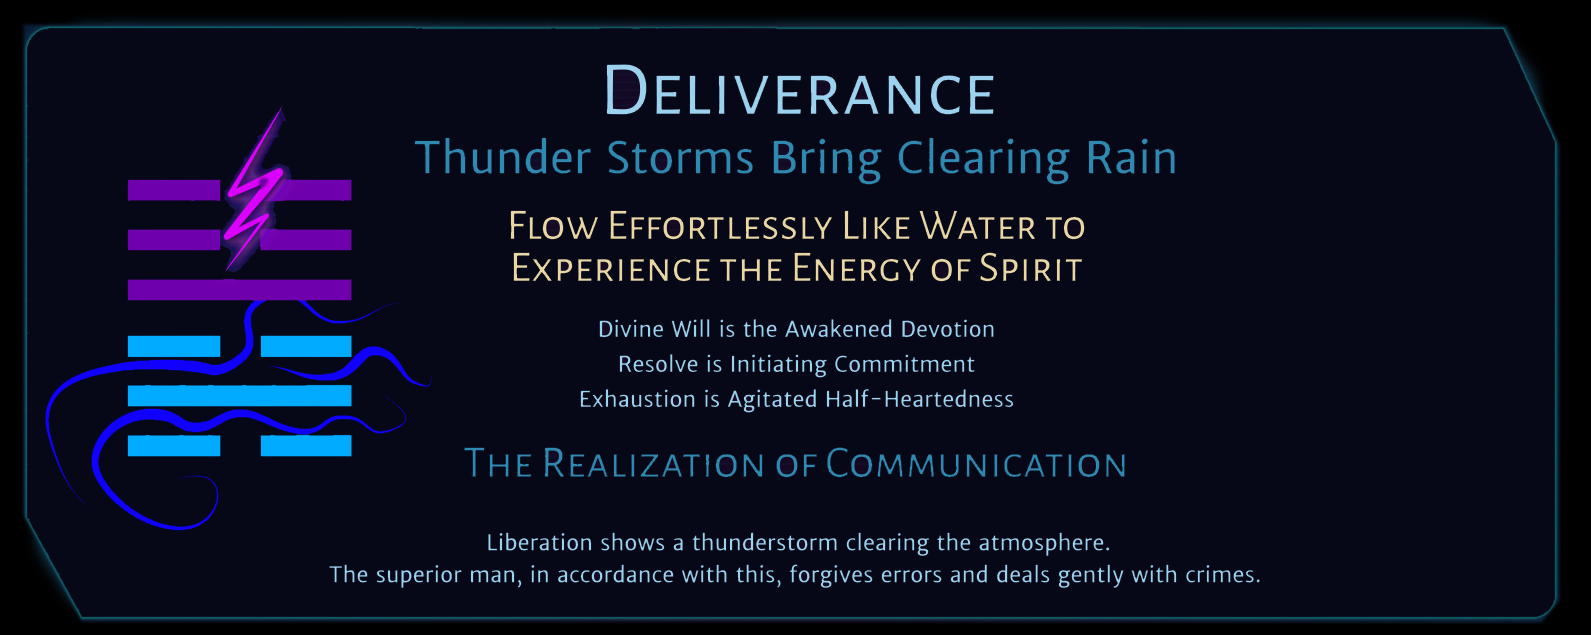 Deliverance
Thunder Storms Bring Clearing Rain
Flow Effortlessly Like Water to
Experience the Energy of Spirit
Divine Will is the Awakened Devotion
Resolve is Initiating Commitment
Exhaustion is Agitated Half-Heartedness
The Realization of Communication
Liberation shows a thunderstorm clearing the atmosphere.
The superior man, in accordance with this, forgives errors and deals gently with crimes.